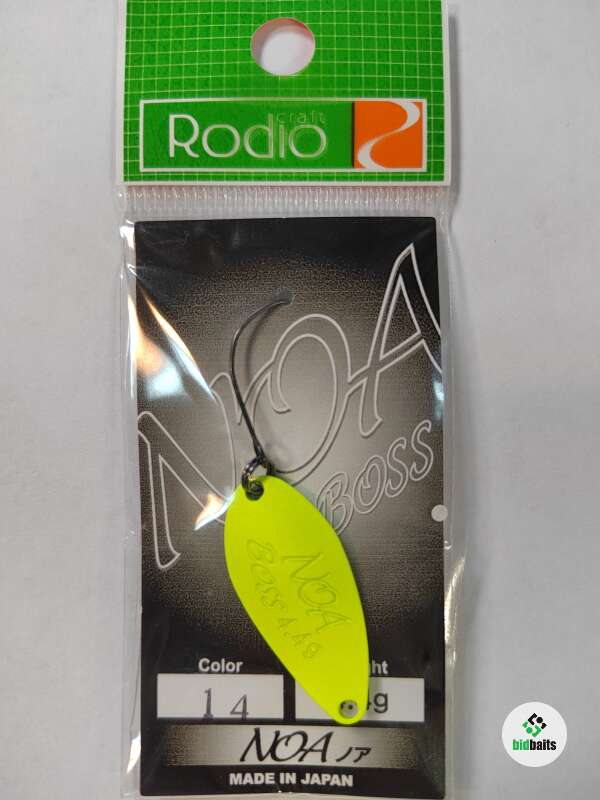 Rodio craft
NOA
BOSS
NOA
BOSS 4.4g
Color
14
NOA ノア
MADE IN JAPAN
bidbaits